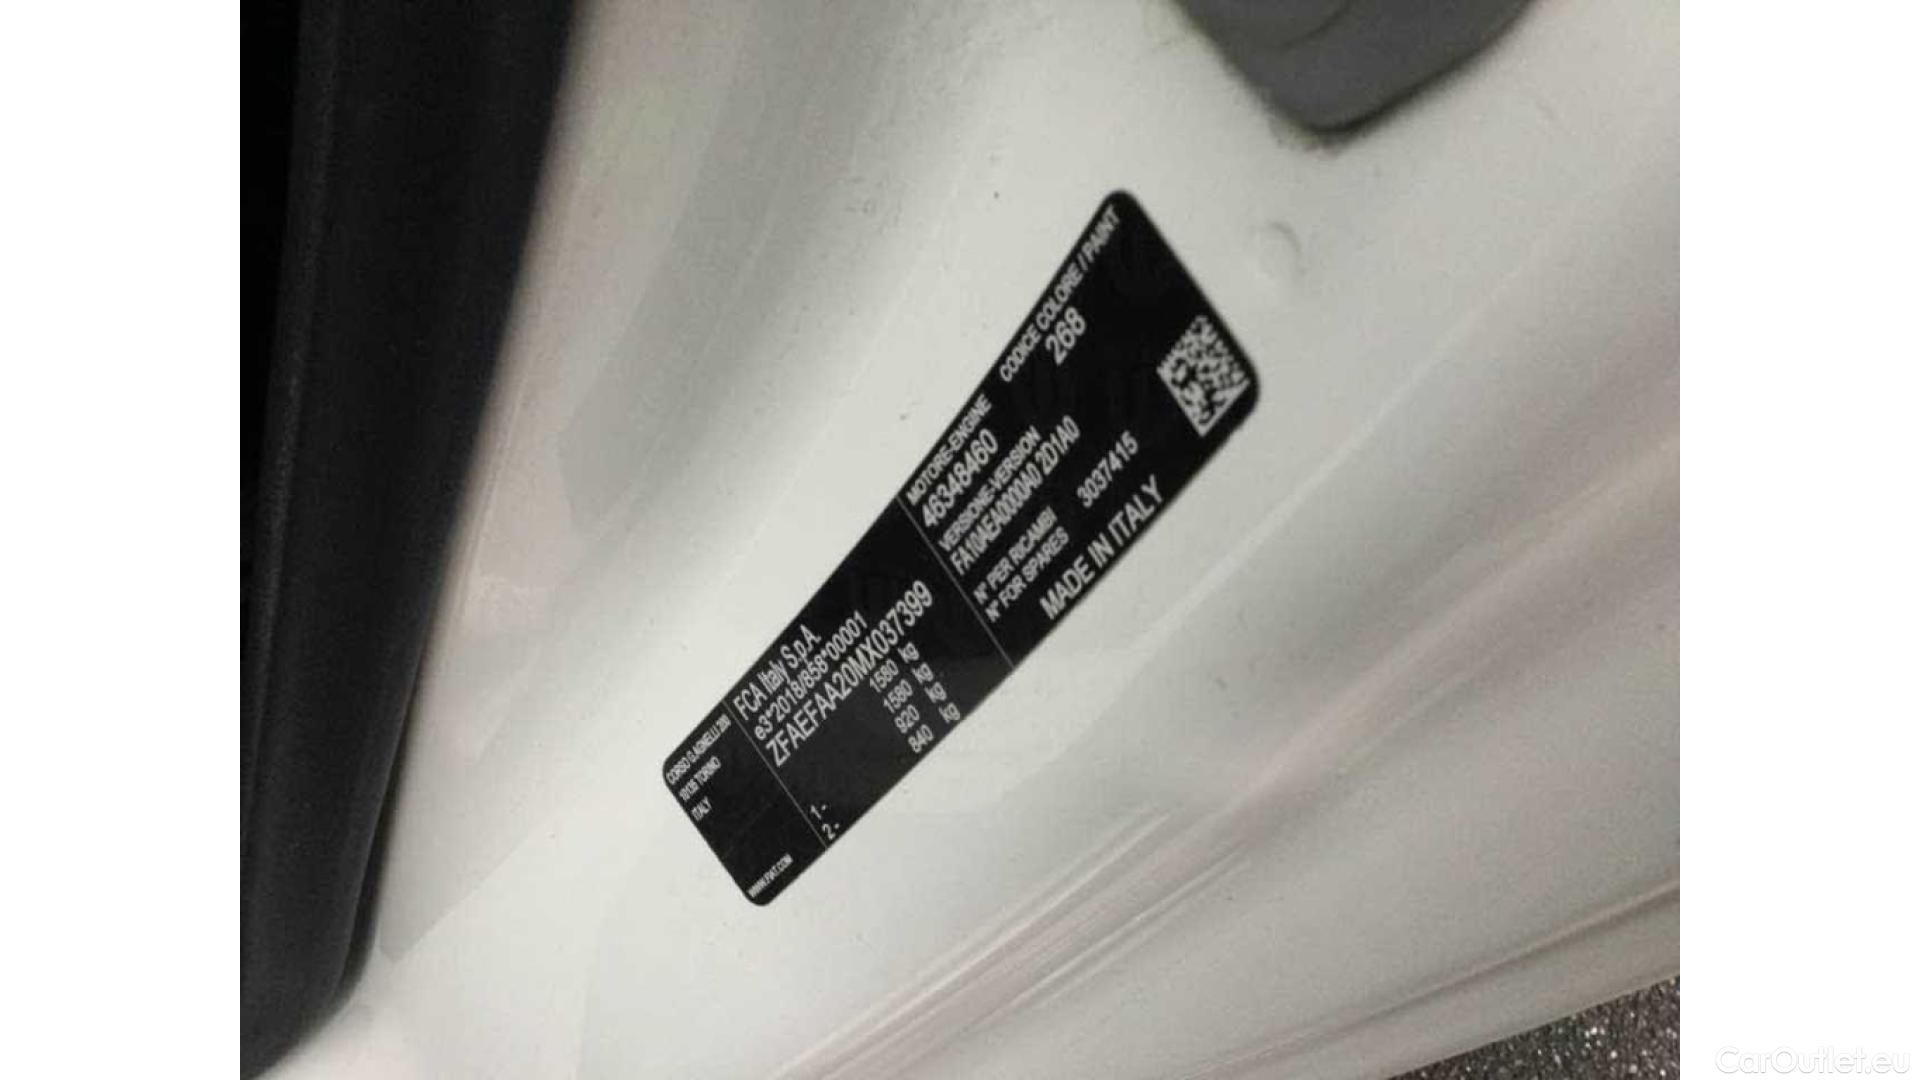 CORSO G.AGNELLI 200
10135 TORINO
ITALY
WWW.FIAT.COM
FCA Italy S.p.A.
e3*2018/858*00001
ZFAEFAA20MX037399
1580 kg
1580 kg
1 - 920 kg
2 - 840 kg
MOTORE-ENGINE
46348460
CODICE COLORE / PAINT
268
VERSIONE-VERSION
FA10AEA0000A0 2D1A0
N° PER RICAMBI
N° FOR SPARES
3037415
MADE IN ITALY
CarOutlet.eu